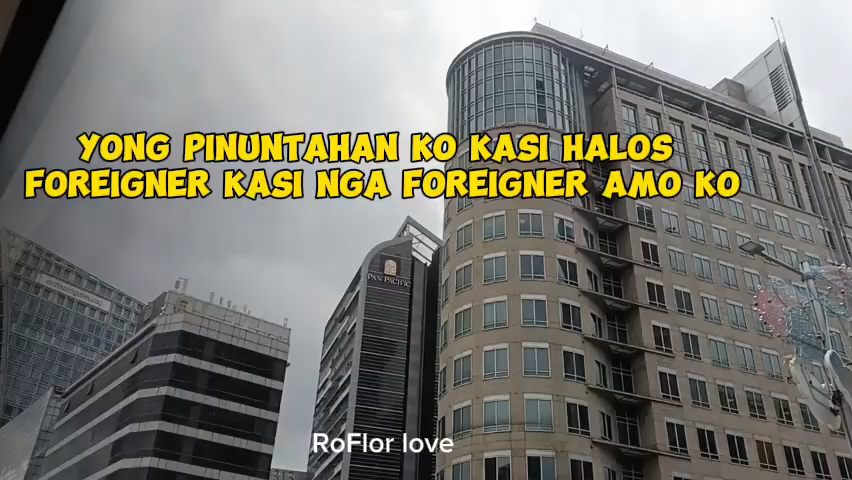 YONG PINUNTAHAN KO KASI HALOS
FOREIGNER KASI NGA FOREIGNER AMO KO
PAN PACIFIC
RoFlor love